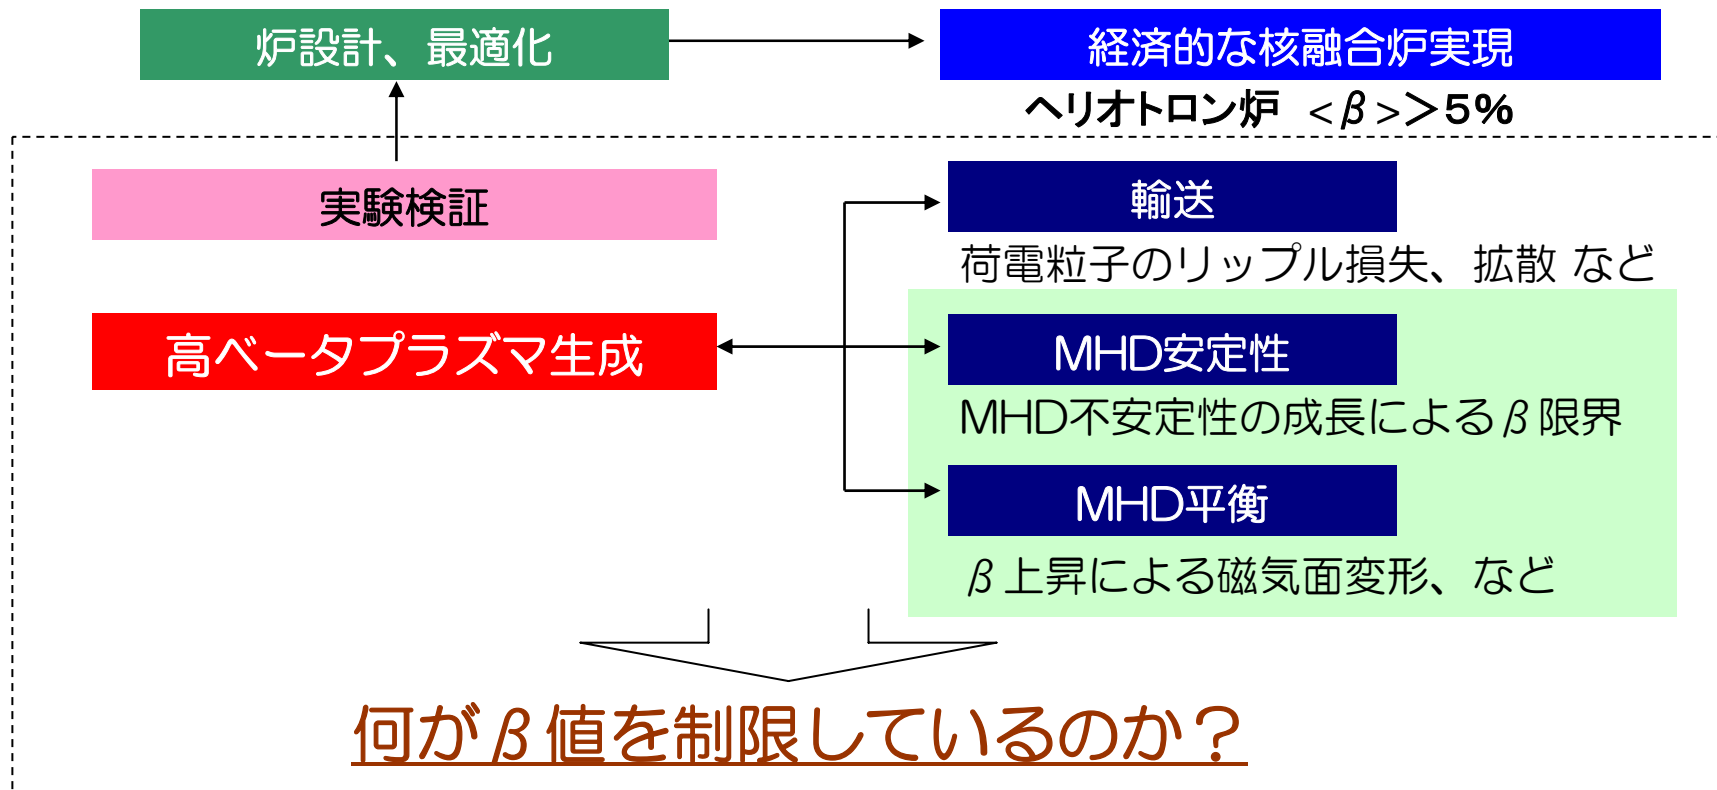 炉設計、最適化
経済的な核融合炉実現
ヘリオトロン炉 <β>＞5%
実験検証
輸送
荷電粒子のリップル損失、拡散 など
高ベータプラズマ生成
MHD安定性
MHD不安定性の成長によるβ限界
MHD平衡
β上昇による磁気面変形、など
何がβ値を制限しているのか？